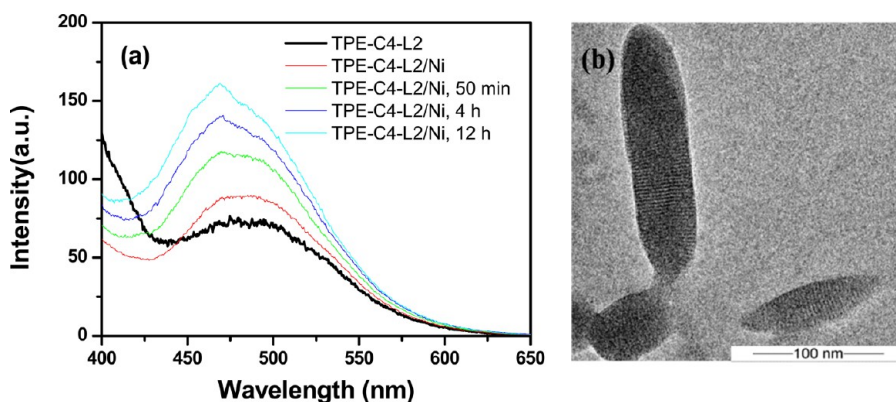 200
150
100
50
0
Intensity(a.u.)
(a)
TPE-C4-L2
TPE-C4-L2/Ni
TPE-C4-L2/Ni, 50 min
TPE-C4-L2/Ni, 4 h
TPE-C4-L2/Ni, 12 h
400 450 500 550 600 650
Wavelength (nm)
(b)
100 nm